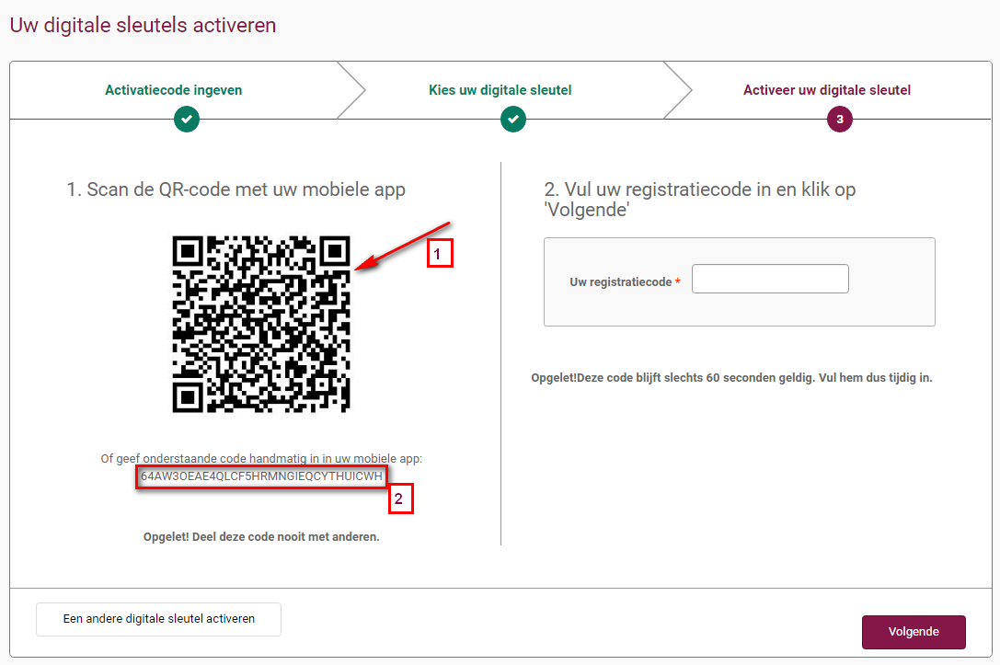 Uw digitale sleutels activeren
Activatiecode ingeven
Kies uw digitale sleutel
Activeer uw digitale sleutel
3
1. Scan de QR-code met uw mobiele app
1
Of geef onderstaande code handmatig in in uw mobiele app:
64AW3OEAE4QLCF5HRMNGIEQCYTHUICWH
2
Opgelet! Deel deze code nooit met anderen.
2. Vul uw registratiecode in en klik op
'Volgende'
Uw registratiecode *
Opgelet!Deze code blijft slechts 60 seconden geldig. Vul hem dus tijdig in.
Een andere digitale sleutel activeren
Volgende